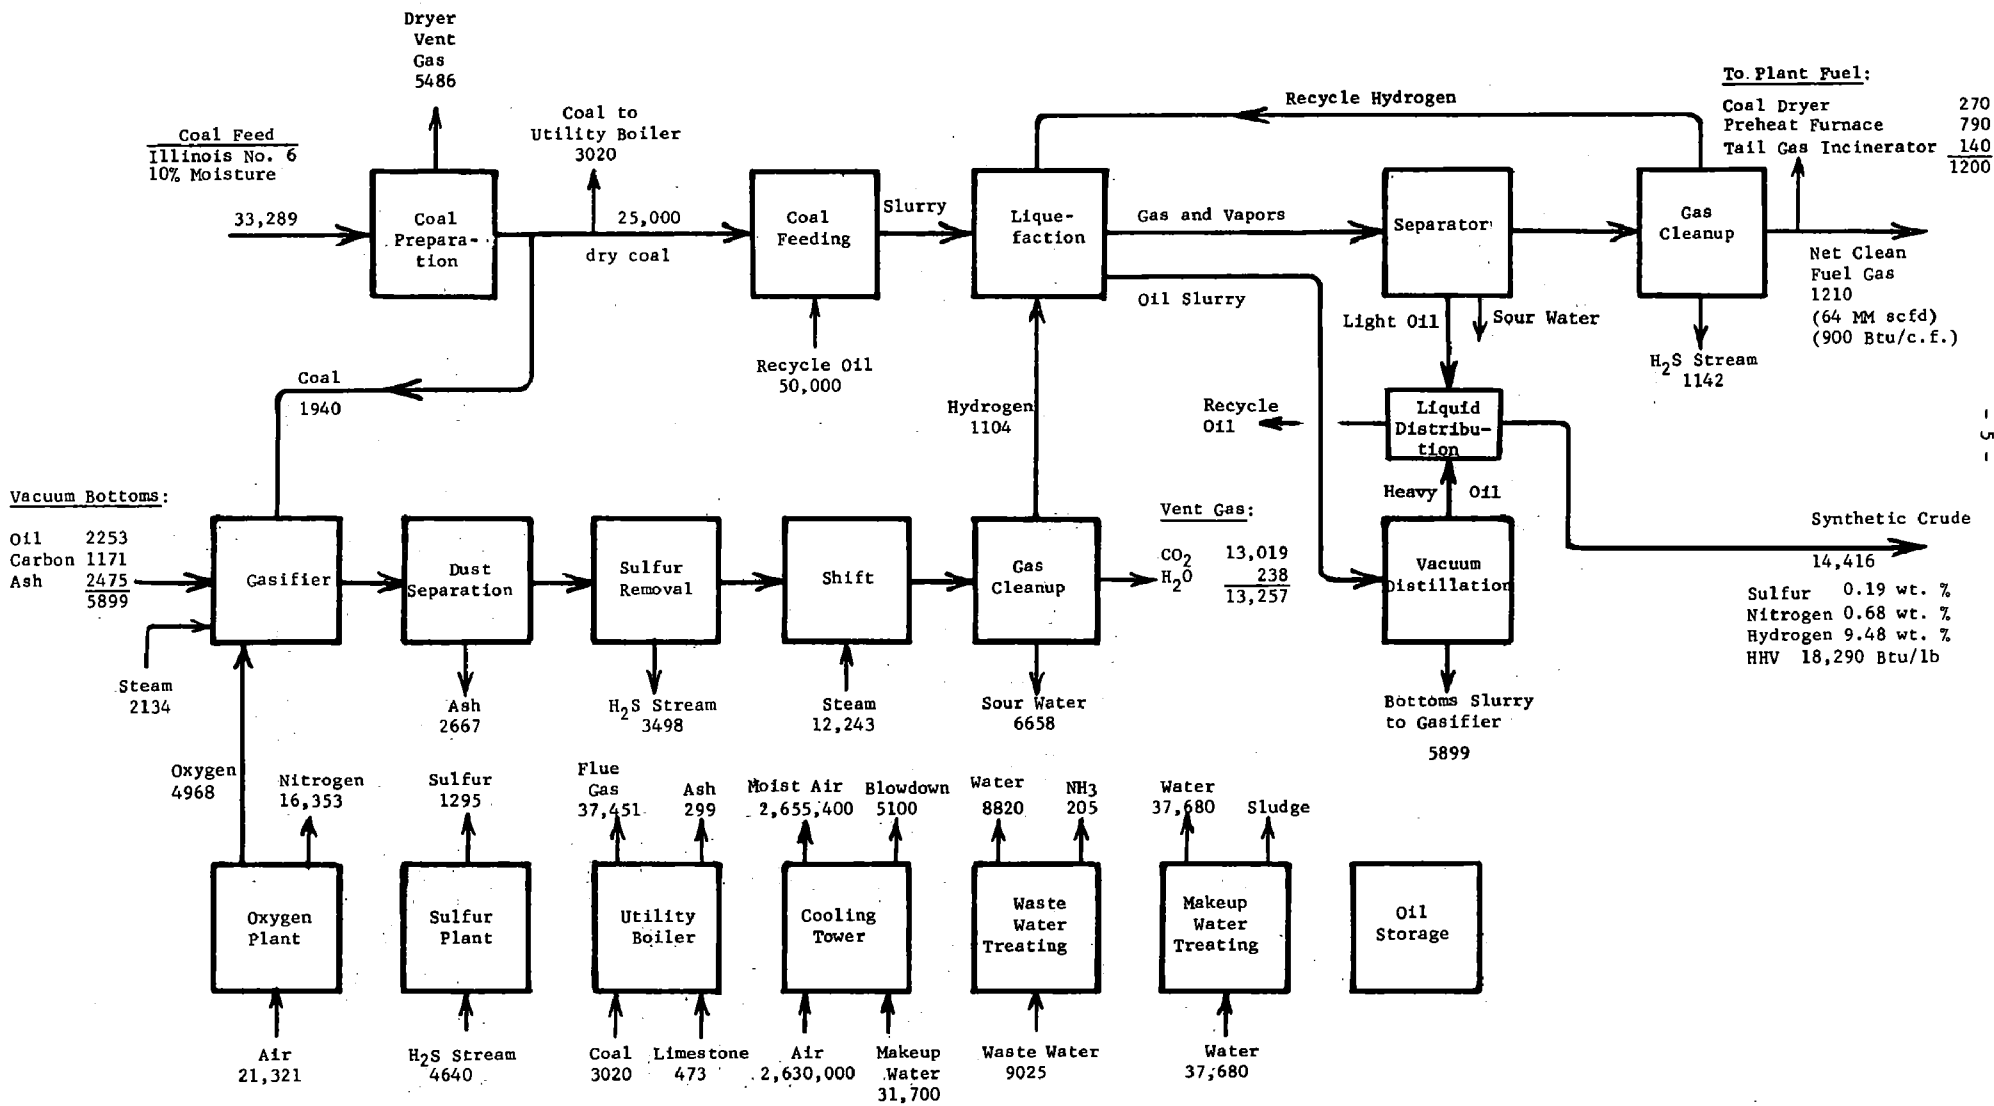 Dryer
Vent
Gas
5486
Coal Feed
Illinois No. 6
10% Moisture
33,289
Coal
Prepara-
tion
Coal to
Utility Boiler
3020
25,000
dry coal
Coal
Feeding
Slurry
Recycle Oil
50,000
Recycle Hydrogen
Lique-
faction
Gas and Vapors
Oil Slurry
Separator
Light Oil
Sour Water
Gas
Cleanup
H2S Stream
1142
To Plant Fuel:
Coal Dryer 270
Preheat Furnace 790
Tail Gas Incinerator 140
1200
Net Clean
Fuel Gas
1210
(64 MM scfd)
(900 Btu/c.f.)
- 5 -
Coal
1940
Hydrogen
1104
Recycle
Oil
Liquid
Distribu-
tion
Heavy Oil
Vacuum Bottoms:
Oil 2253
Carbon 1171
Ash 2475
5899
Steam
2134
Gasifier
Dust
Separation
Ash
2667
Sulfur
Removal
H2S Stream
3498
Shift
Steam
12,243
Gas
Cleanup
Sour Water
6658
Vent Gas:
CO2 13,019
H2O 238
13,257
Vacuum
Distillation
Bottoms Slurry
to Gasifier
5899
Synthetic Crude
14,416
Sulfur 0.19 wt. %
Nitrogen 0.68 wt. %
Hydrogen 9.48 wt. %
HHV 18,290 Btu/lb
Oxygen
4968
Nitrogen
16,353
Oxygen
Plant
Air
21,321
Sulfur
1295
Sulfur
Plant
H2S Stream
4640
Flue
Gas
37,451
Ash
299
Utility
Boiler
Coal
3020
Limestone
473
Moist Air
2,655,400
Blowdown
5100
Cooling
Tower
Air
2,630,000
Makeup
Water
31,700
Water
8820
NH3
205
Waste
Water
Treating
Waste Water
9025
Water
37,680
Sludge
Makeup
Water
Treating
Water
37,680
Oil
Storage